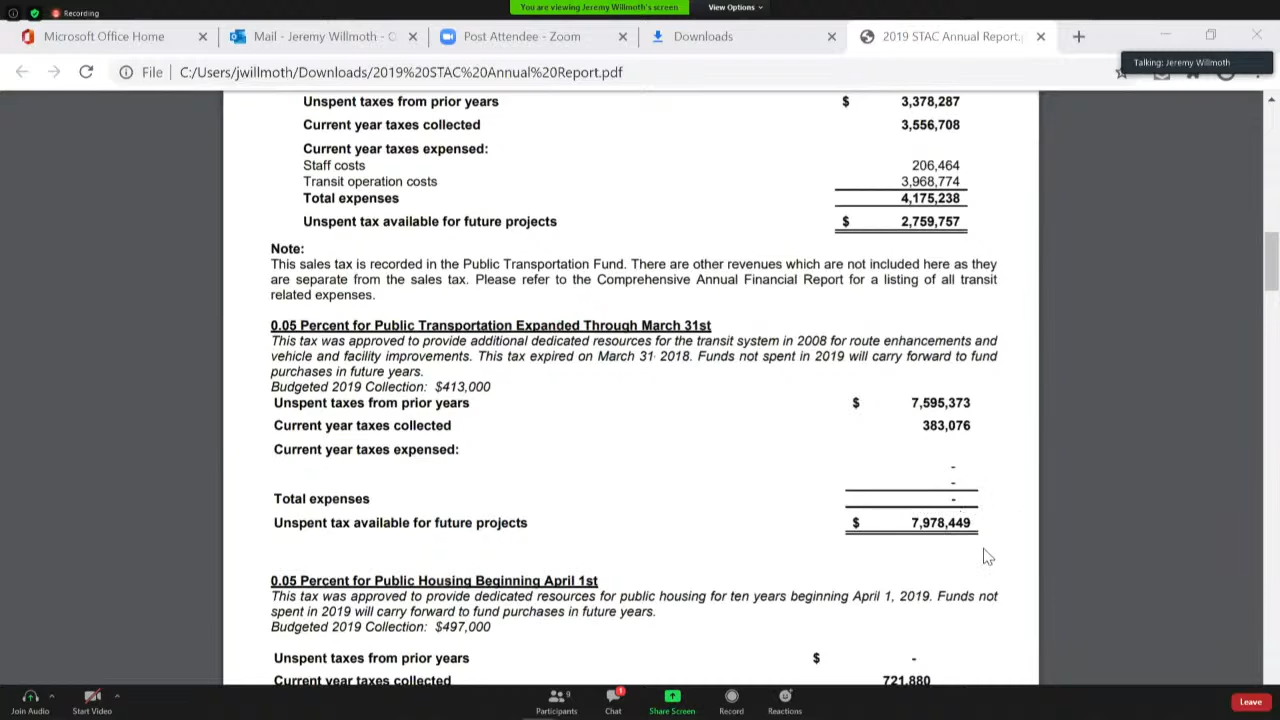 Recording
You are viewing Jeremy Willmoth's screen
View Options
Microsoft Office Home
Mail - Jeremy Willmoth - O
Post Attendee - Zoom
Downloads
2019 STAC Annual Report.
Talking: Jeremy Willmoth
File
C:/Users/jwillmoth/Downloads/2019%20STAC%20Annual%20Report.pdf
Unspent taxes from prior years $ 3,378,287
Current year taxes collected 3,556,708
Current year taxes expensed:
Staff costs 206,464
Transit operation costs 3,968,774
Total expenses 4,175,238
Unspent tax available for future projects $ 2,759,757
Note:
This sales tax is recorded in the Public Transportation Fund. There are other revenues which are not included here as they
are separate from the sales tax. Please refer to the Comprehensive Annual Financial Report for a listing of all transit
related expenses.
0.05 Percent for Public Transportation Expanded Through March 31st
This tax was approved to provide additional dedicated resources for the transit system in 2008 for route enhancements and
vehicle and facility improvements. This tax expired on March 31, 2018. Funds not spent in 2019 will carry forward to fund
purchases in future years.
Budgeted 2019 Collection: $413,000
Unspent taxes from prior years $ 7,595,373
Current year taxes collected 383,076
Current year taxes expensed:
-
-
Total expenses -
Unspent tax available for future projects $ 7,978,449
0.05 Percent for Public Housing Beginning April 1st
This tax was approved to provide dedicated resources for public housing for ten years beginning April 1, 2019. Funds not
spent in 2019 will carry forward to fund purchases in future years.
Budgeted 2019 Collection: $497,000
Unspent taxes from prior years $ -
Current year taxes collected 721,880
Join Audio
Start Video
9
Participants
1
Chat
Share Screen
Record
Reactions
Leave